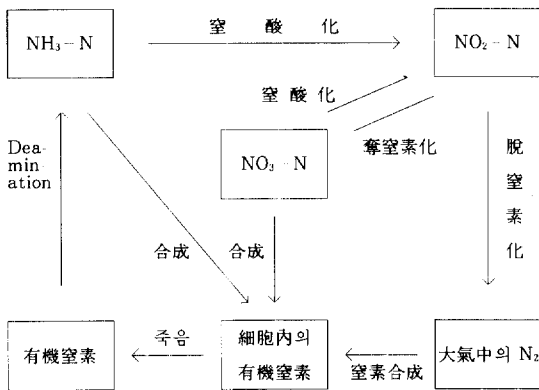 窒 酸 化
NH₃-N
NO₂-N
窒 酸 化
Dea-
min-
ation
NO₃-N
奪窒素化
脫
窒
素
化
合成
合成
죽음
有機窒素
細胞內의
有機窒素
窒素合成
大氣中의 N₂